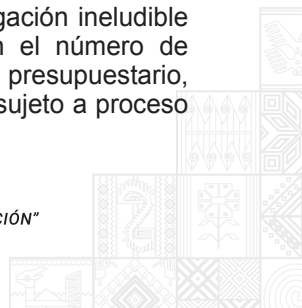 gación ineludible
el número de
presupuestario,
sujeto a proceso
CIÓN"